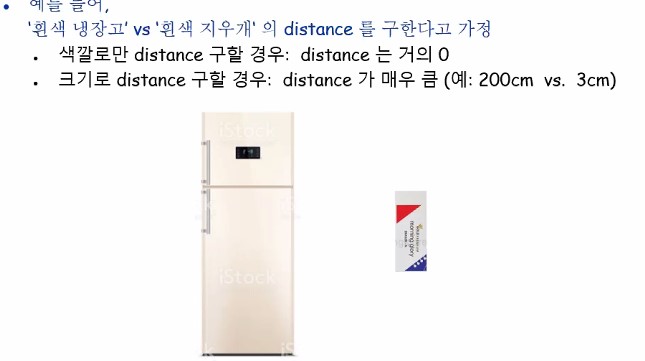 • 예를 들어,
'흰색 냉장고' vs '흰색 지우개' 의 distance 를 구한다고 가정
• 색깔로만 distance 구할 경우: distance 는 거의 0
• 크기로 distance 구할 경우: distance 가 매우 큼 (예: 200cm vs. 3cm)
iStock
iStock
morning glory